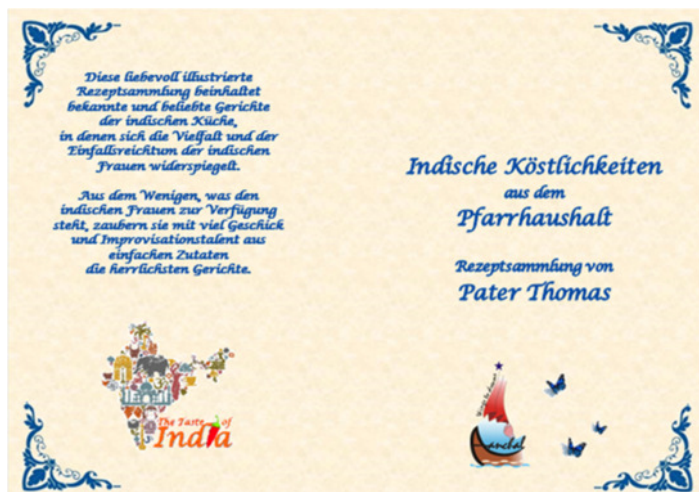 Diese liebevoll illustrierte
Rezeptsammlung beinhaltet
bekannte und beliebte Gerichte
der indischen Küche,
in denen sich die Vielfalt und der
Einfallsreichtum der indischen
Frauen widerspiegelt.
Aus dem Wenigen, was den
indischen Frauen zur Verfügung
steht, zaubern sie mit viel Geschick
und Improvisationstalent aus
einfachen Zutaten
die herrlichsten Gerichte.
The Taste of
India
Indische Köstlichkeiten
aus dem
Pfarrhaushalt
Rezeptsammlung von
Pater Thomas
Aanchal